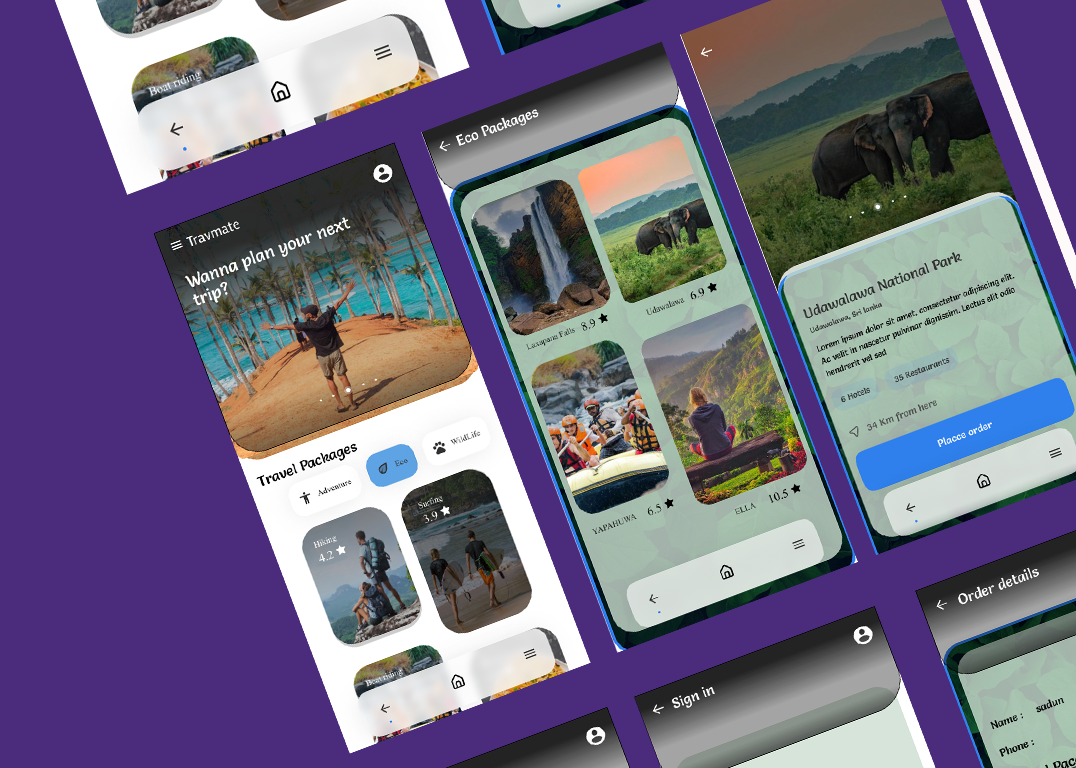 Boat riding
Travmate
Wanna plan your next
trip?
Travel Packages
Adventure
Eco
WildLife
Hiking
4.2
Surfing
3.9
Boat riding
Eco Packages
Laxapang Falls 8.9
Udawalawa 6.9
YAPAHUWA 6.5
ELLA 10.5
Udawalawa National Park
Udawalawa, Sri lanka
Lorem ipsum dolor sit amet, consectetur adipiscing elit.
Ac velit in nascetur pulvinar dignissim. Lectus elit odio
hendrerit vel sed
6 Hotels
35 Restaurants
34 Km from here
Placce order
Sign in
Order details
Name : sadun
Phone :